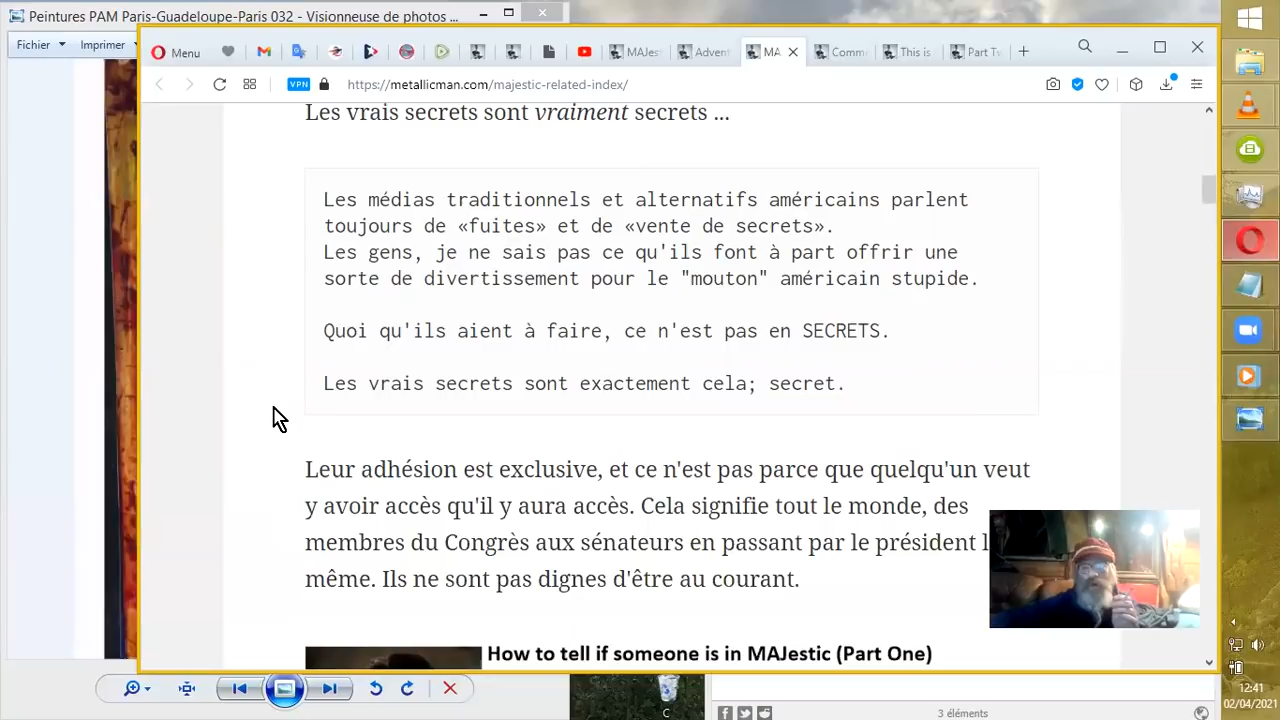 Peintures PAM Paris-Guadeloupe-Paris 032 - Visionneuse de photos ...
Fichier
Imprimer
Menu
MAJes
Advent
MA
Comm
This is
Part Tw
VPN
https://metallicman.com/majestic-related-index/
Les vrais secrets sont vraiment secrets ...
Les médias traditionnels et alternatifs américains parlent
toujours de «fuites» et de «vente de secrets».
Les gens, je ne sais pas ce qu'ils font à part offrir une
sorte de divertissement pour le "mouton" américain stupide.
Quoi qu'ils aient à faire, ce n'est pas en SECRETS.
Les vrais secrets sont exactement cela; secret.
Leur adhésion est exclusive, et ce n'est pas parce que quelqu'un veut
y avoir accès qu'il y aura accès. Cela signifie tout le monde, des
membres du Congrès aux sénateurs en passant par le président l
même. Ils ne sont pas dignes d'être au courant.
How to tell if someone is in MAJestic (Part One)
C
3 éléments
12:41
02/04/2021